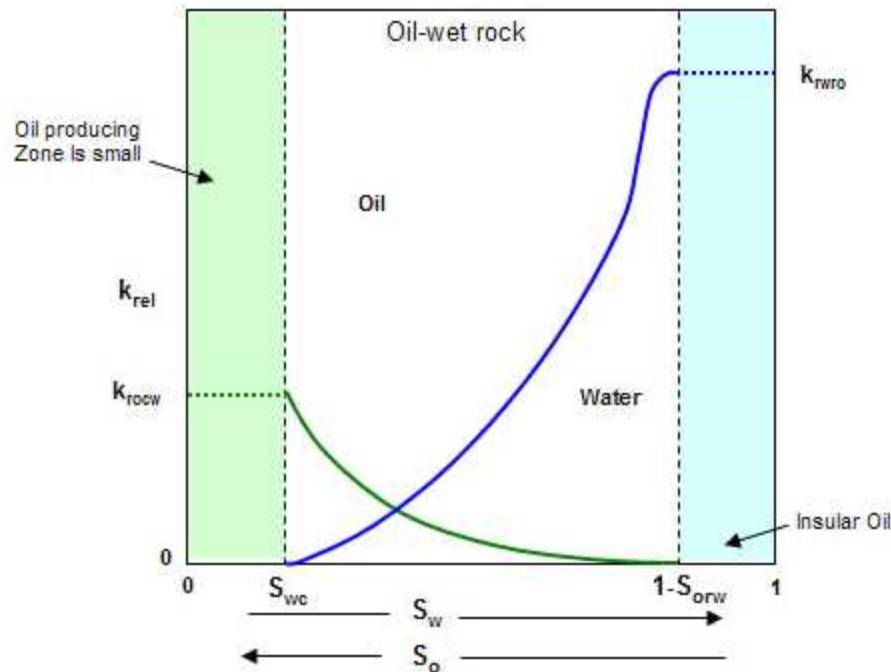 Oil-wet rock
k_rwro
Oil producing
Zone Is small
Oil
k_rel
k_rocw
Water
Insular Oil
0
0
S_wc
1-S_orw
1
S_w
S_o